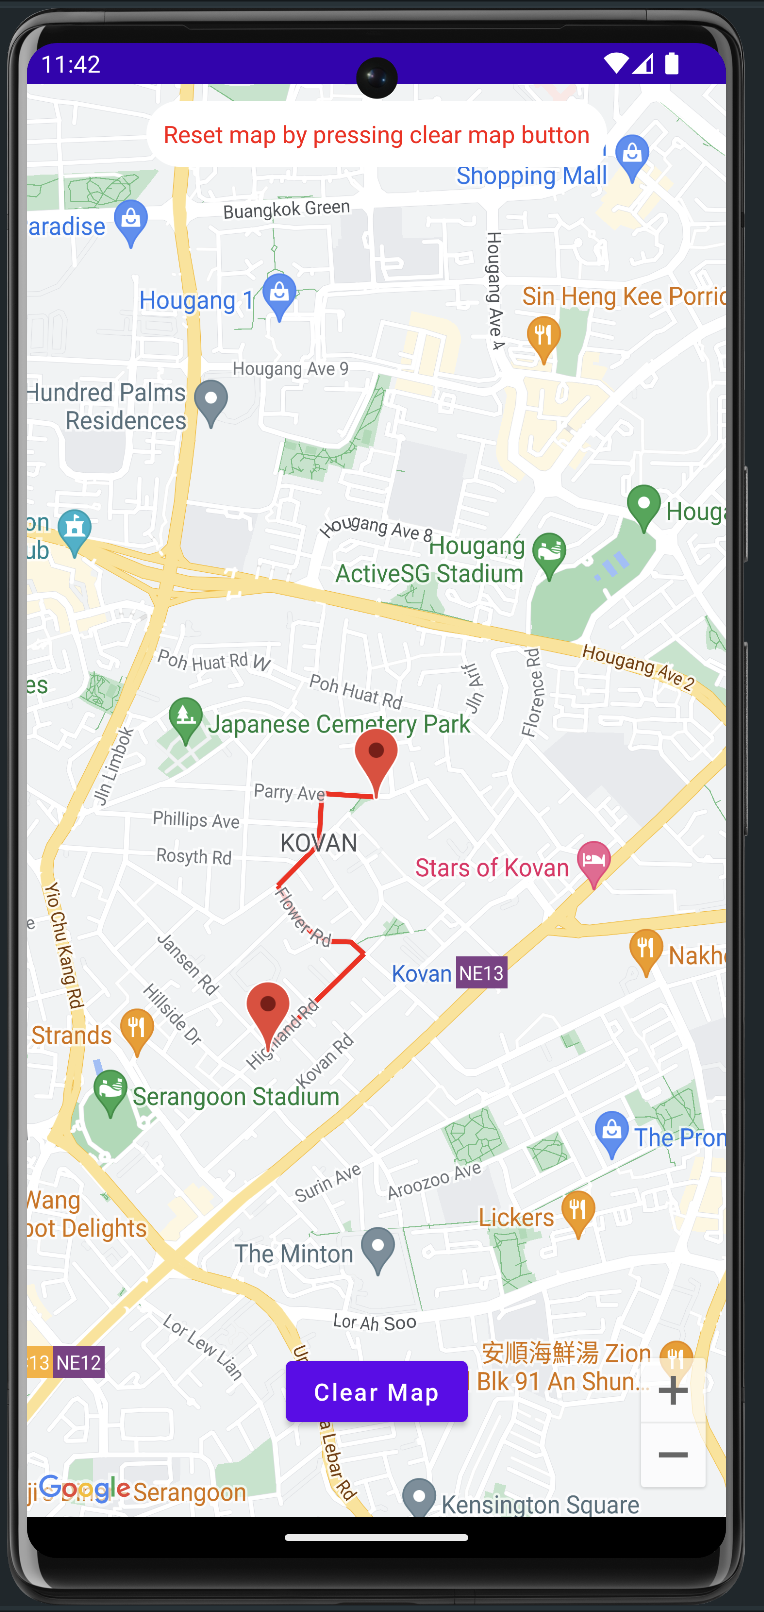 11:42
Reset map by pressing clear map button
Shopping Mall
aradise
Buangkok Green
Hougang Ave 4
Hougang 1
Sin Heng Kee Porric
Hougang Ave 9
Hundred Palms
Residences
on
ub
Hougang Ave 8
Houga
Hougang
ActiveSG Stadium
Poh Huat Rd W
Poh Huat Rd
Jln Arif
Florence Rd
Hougang Ave 2
es
Japanese Cemetery Park
Jln Limbok
Parry Ave
Phillips Ave
KOVAN
Rosyth Rd
Stars of Kovan
Yio Chu Kang Rd
e
Flower Rd
Jansen Rd
Nakho
Kovan NE13
Hillside Dr
Strands
Highland Rd
Kovan Rd
Serangoon Stadium
The Prom
Surin Ave
Aroozoo Ave
Wang
oot Delights
Lickers
The Minton
Lor Ah Soo
Lor Lew Lian
13 NE12
安順海鮮湯 Zion
Blk 91 An Shun...
Clear Map
+
−
a Lebar Rd
Google
Serangoon
Kensington Square